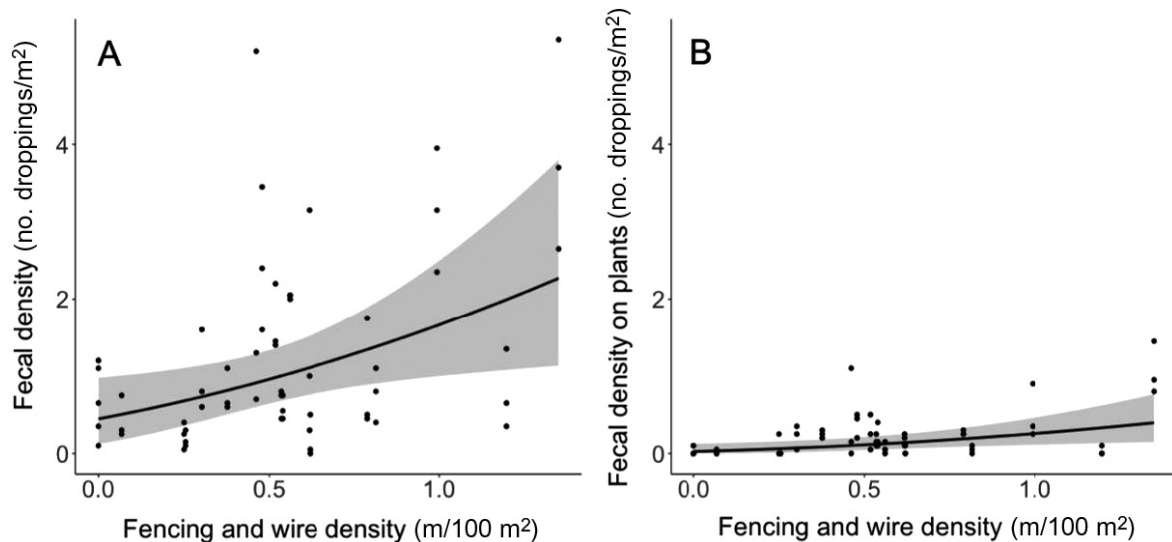 A
Fecal density (no. droppings/m²)
4
2
0
0.0 0.5 1.0
Fencing and wire density (m/100 m²)
B
Fecal density on plants (no. droppings/m²)
4
2
0
0.0 0.5 1.0
Fencing and wire density (m/100 m²)